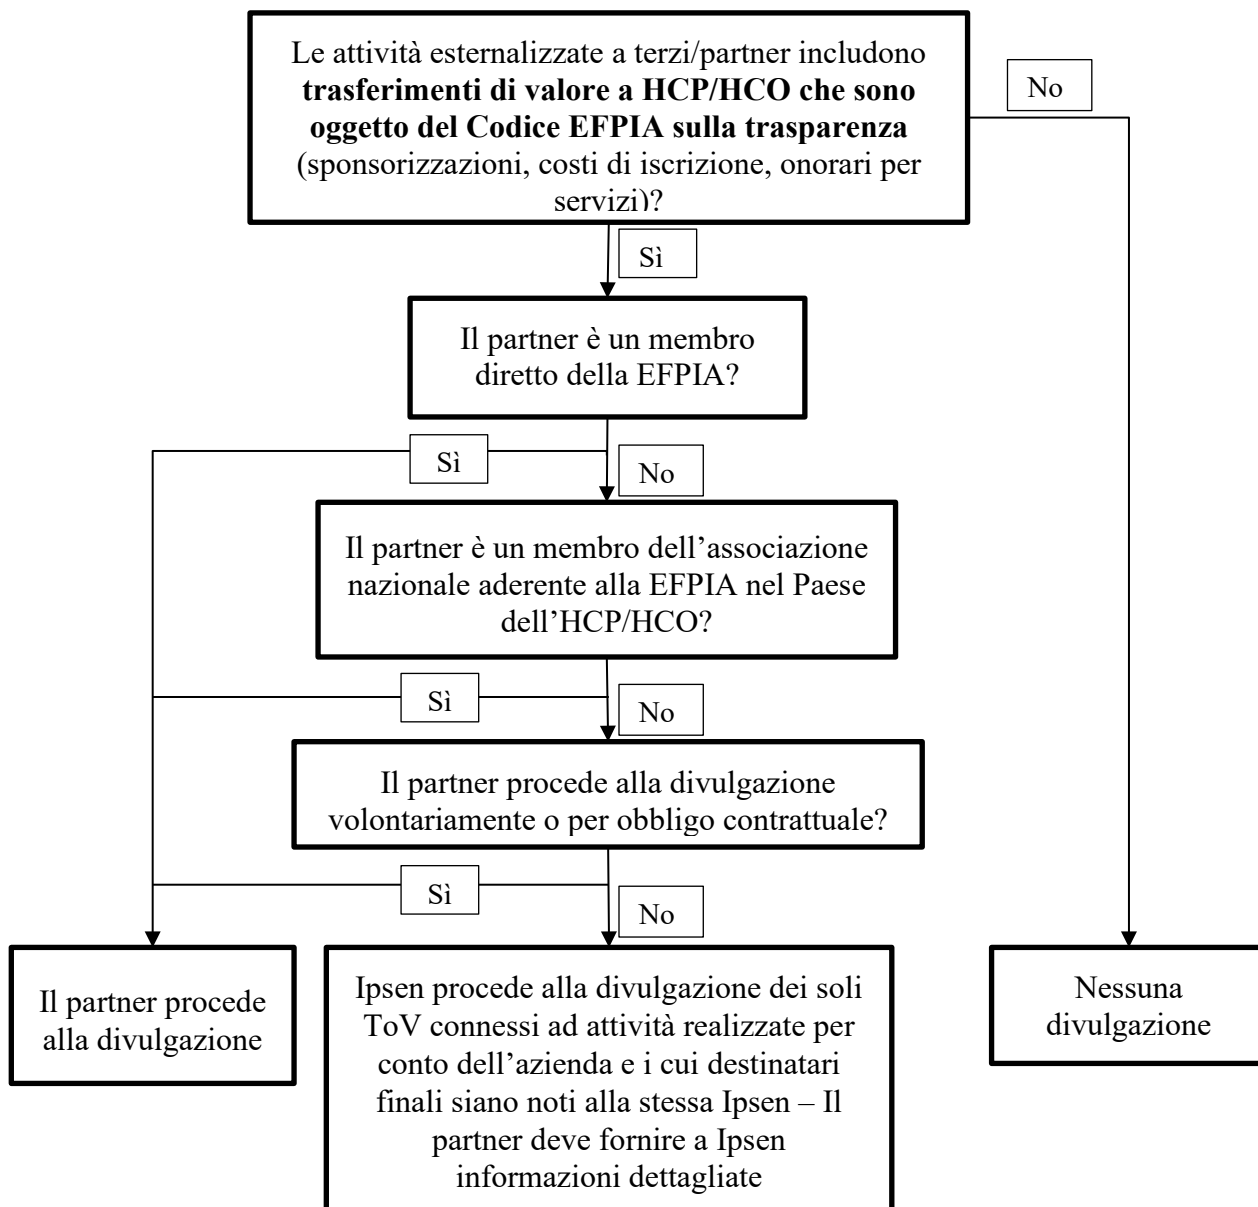 Le attività esternalizzate a terzi/partner includono
trasferimenti di valore a HCP/HCO che sono
oggetto del Codice EFPIA sulla trasparenza
(sponsorizzazioni, costi di iscrizione, onorari per
servizi)?
No
Sì
Il partner è un membro
diretto della EFPIA?
Sì
No
Il partner è un membro dell’associazione
nazionale aderente alla EFPIA nel Paese
dell’HCP/HCO?
Sì
No
Il partner procede alla divulgazione
volontariamente o per obbligo contrattuale?
Sì
No
Il partner procede
alla divulgazione
Ipsen procede alla divulgazione dei soli
ToV connessi ad attività realizzate per
conto dell’azienda e i cui destinatari
finali siano noti alla stessa Ipsen – Il
partner deve fornire a Ipsen
informazioni dettagliate
Nessuna
divulgazione